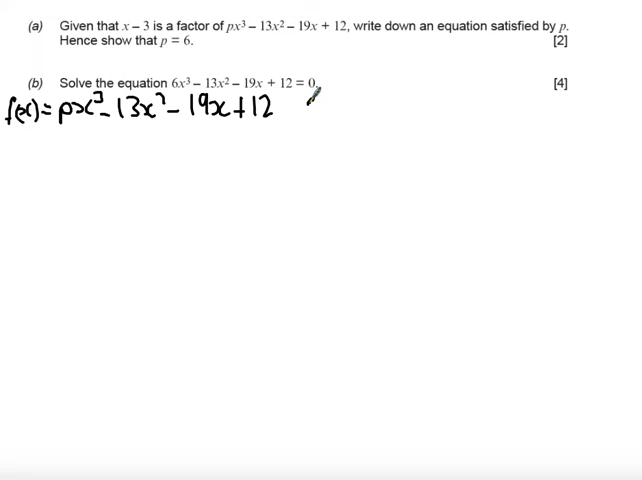 (a) Given that x – 3 is a factor of px³ – 13x² – 19x + 12, write down an equation satisfied by p.
Hence show that p = 6. [2]
(b) Solve the equation 6x³ – 13x² – 19x + 12 = 0. [4]
f(x) = px³ – 13x² – 19x + 12